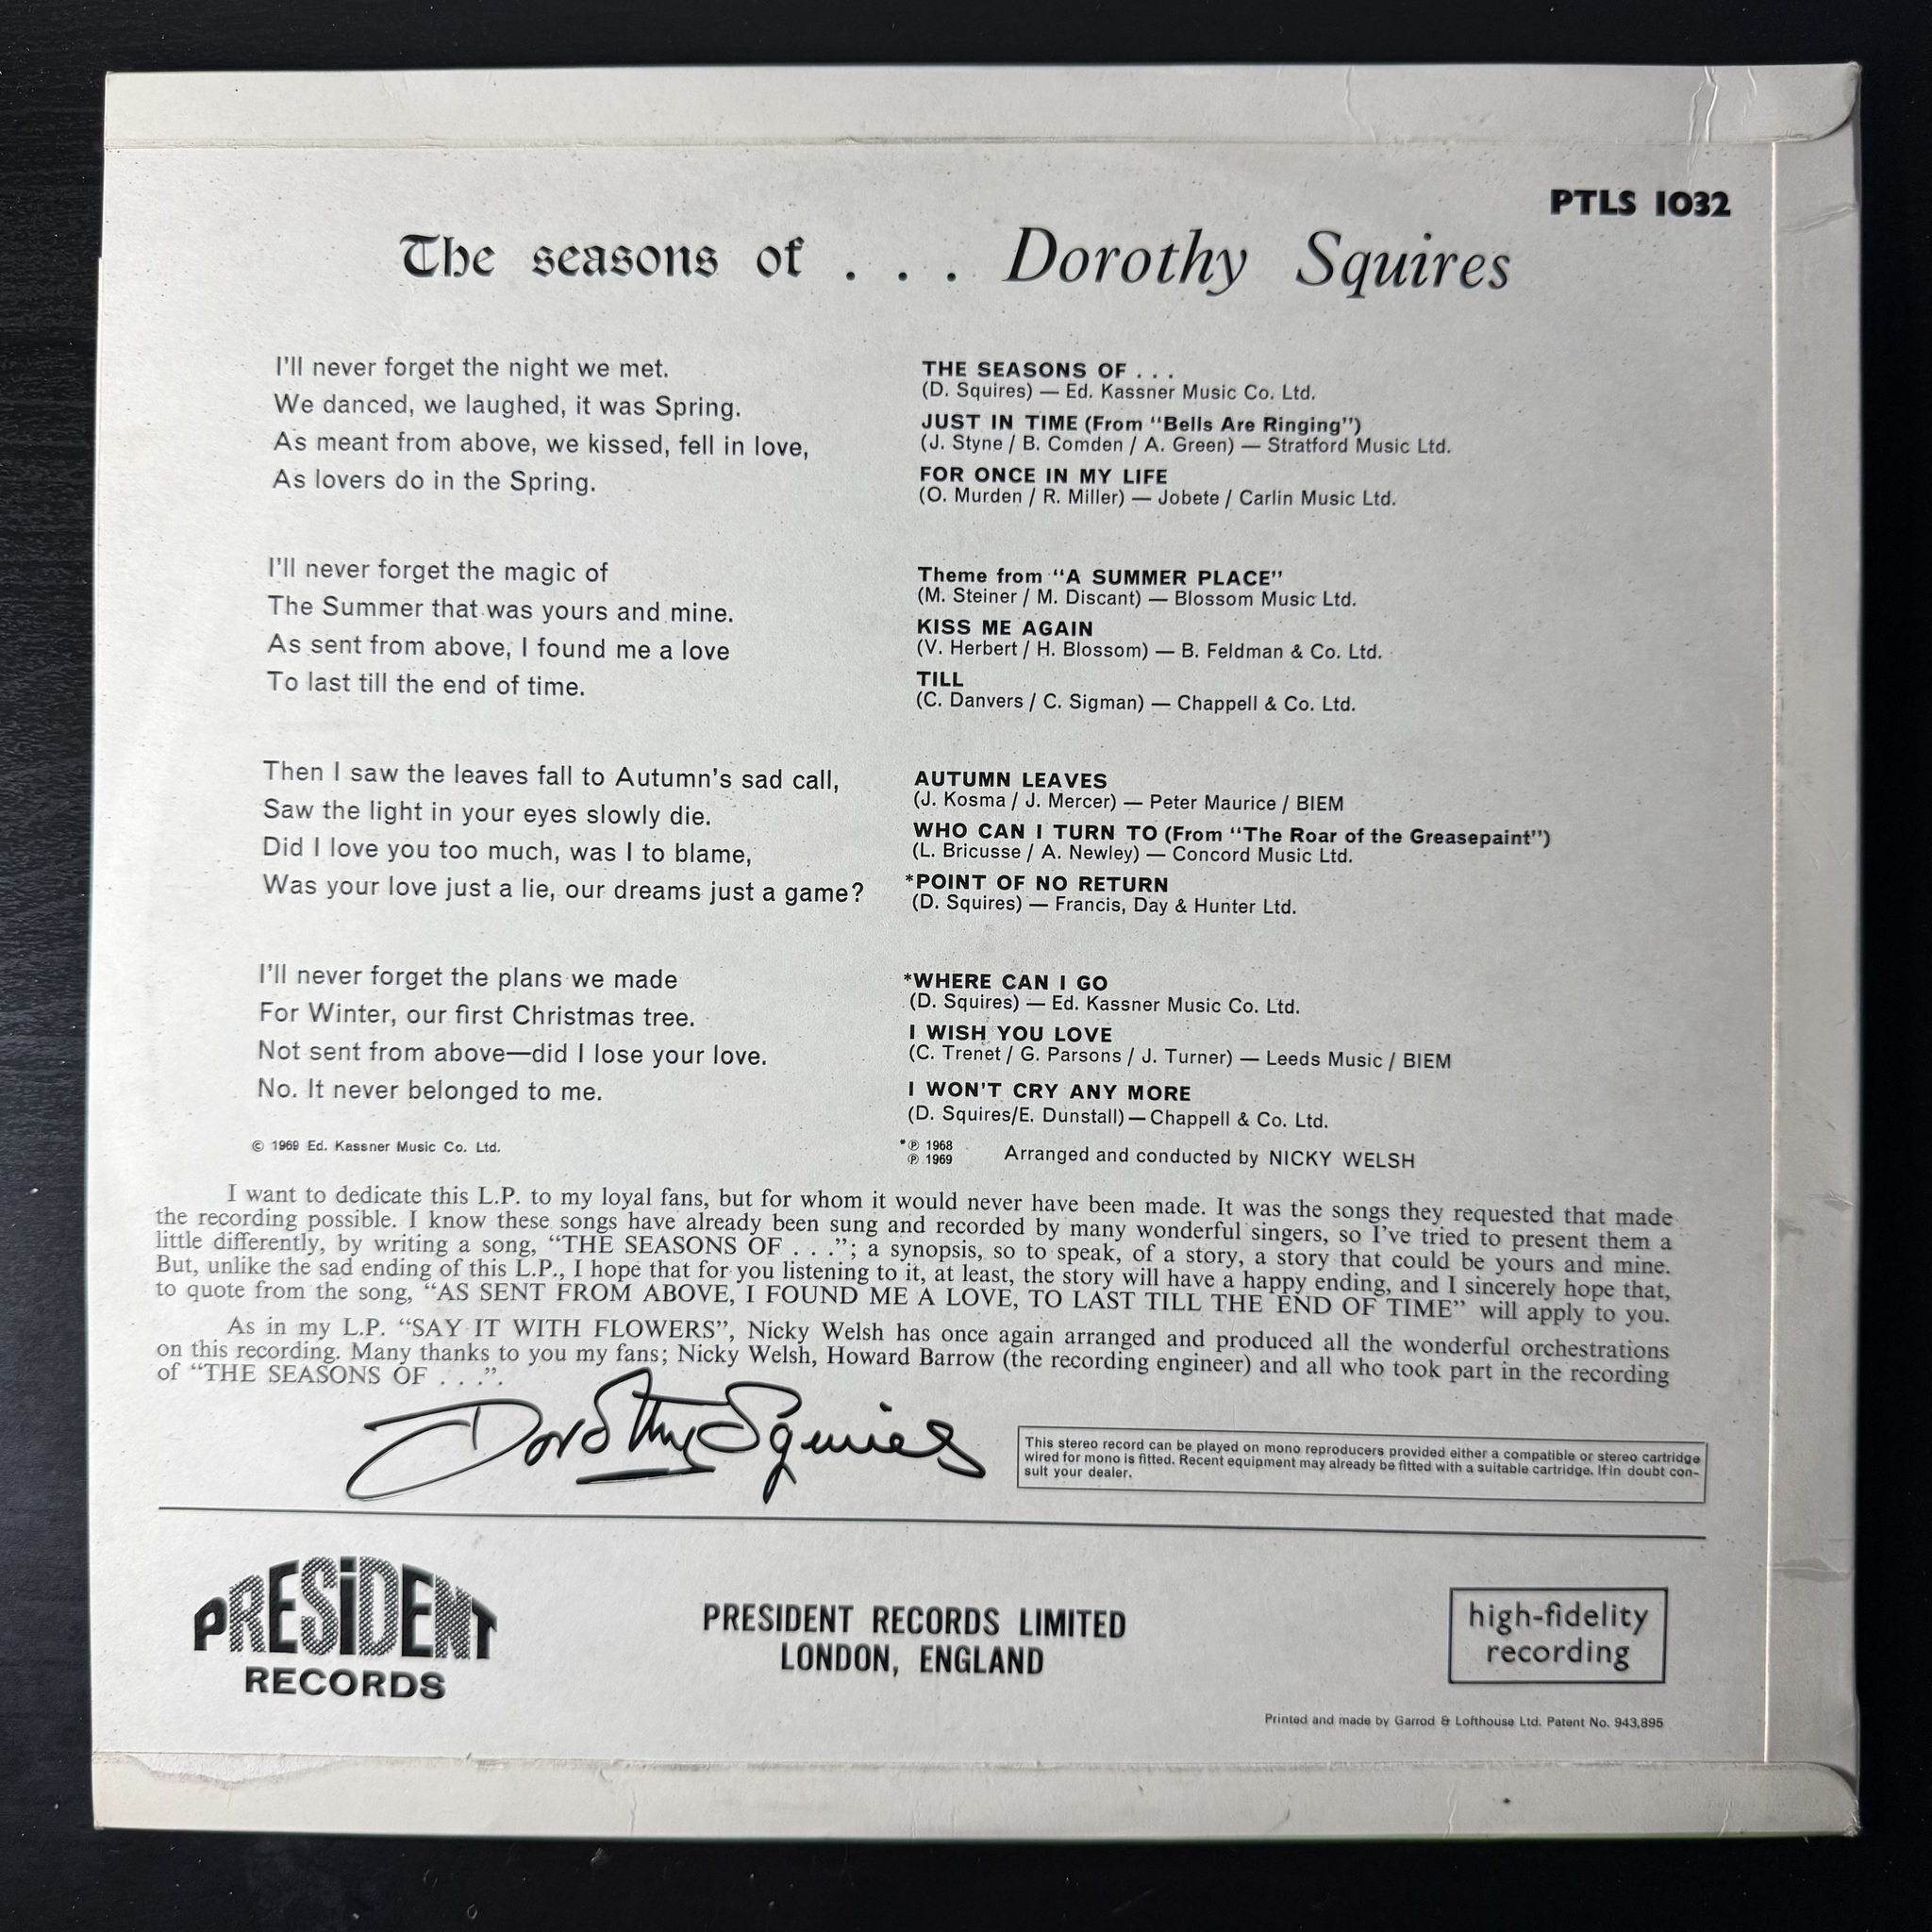 PTLS 1032
The seasons of . . . Dorothy Squires
I'll never forget the night we met.
We danced, we laughed, it was Spring.
As meant from above, we kissed, fell in love,
As lovers do in the Spring.
THE SEASONS OF . . .
(D. Squires) — Ed. Kassner Music Co. Ltd.
JUST IN TIME (From "Bells Are Ringing")
(J. Styne / B. Comden / A. Green) — Stratford Music Ltd.
FOR ONCE IN MY LIFE
(O. Murden / R. Miller) — Jobete / Carlin Music Ltd.
I'll never forget the magic of
The Summer that was yours and mine.
As sent from above, I found me a love
To last till the end of time.
Theme from "A SUMMER PLACE"
(M. Steiner / M. Discant) — Blossom Music Ltd.
KISS ME AGAIN
(V. Herbert / H. Blossom) — B. Feldman & Co. Ltd.
TILL
(C. Danvers / C. Sigman) — Chappell & Co. Ltd.
Then I saw the leaves fall to Autumn's sad call,
Saw the light in your eyes slowly die.
Did I love you too much, was I to blame,
Was your love just a lie, our dreams just a game?
AUTUMN LEAVES
(J. Kosma / J. Mercer) — Peter Maurice / BIEM
WHO CAN I TURN TO (From "The Roar of the Greasepaint")
(L. Bricusse / A. Newley) — Concord Music Ltd.
*POINT OF NO RETURN
(D. Squires) — Francis, Day & Hunter Ltd.
I'll never forget the plans we made
For Winter, our first Christmas tree.
Not sent from above—did I lose your love.
No. It never belonged to me.
*WHERE CAN I GO
(D. Squires) — Ed. Kassner Music Co. Ltd.
I WISH YOU LOVE
(C. Trenet / G. Parsons / J. Turner) — Leeds Music / BIEM
I WON'T CRY ANY MORE
(D. Squires/E. Dunstall) — Chappell & Co. Ltd.
© 1969 Ed. Kassner Music Co. Ltd.
*℗ 1968
℗ 1969
Arranged and conducted by NICKY WELSH
I want to dedicate this L.P. to my loyal fans, but for whom it would never have been made. It was the songs they requested that made
the recording possible. I know these songs have already been sung and recorded by many wonderful singers, so I've tried to present them a
little differently, by writing a song, "THE SEASONS OF . . ."; a synopsis, so to speak, of a story, a story that could be yours and mine.
But, unlike the sad ending of this L.P., I hope that for you listening to it, at least, the story will have a happy ending, and I sincerely hope that,
to quote from the song, "AS SENT FROM ABOVE, I FOUND ME A LOVE, TO LAST TILL THE END OF TIME" will apply to you.
As in my L.P. "SAY IT WITH FLOWERS", Nicky Welsh has once again arranged and produced all the wonderful orchestrations
on this recording. Many thanks to you my fans; Nicky Welsh, Howard Barrow (the recording engineer) and all who took part in the recording
of "THE SEASONS OF . . .".
Dorothy Squires
This stereo record can be played on mono reproducers provided either a compatible or stereo cartridge
wired for mono is fitted. Recent equipment may already be fitted with a suitable cartridge. If in doubt con-
sult your dealer.
PRESiDENT
RECORDS
PRESIDENT RECORDS LIMITED
LONDON, ENGLAND
high-fidelity
recording
Printed and made by Garrod & Lofthouse Ltd. Patent No. 943,895